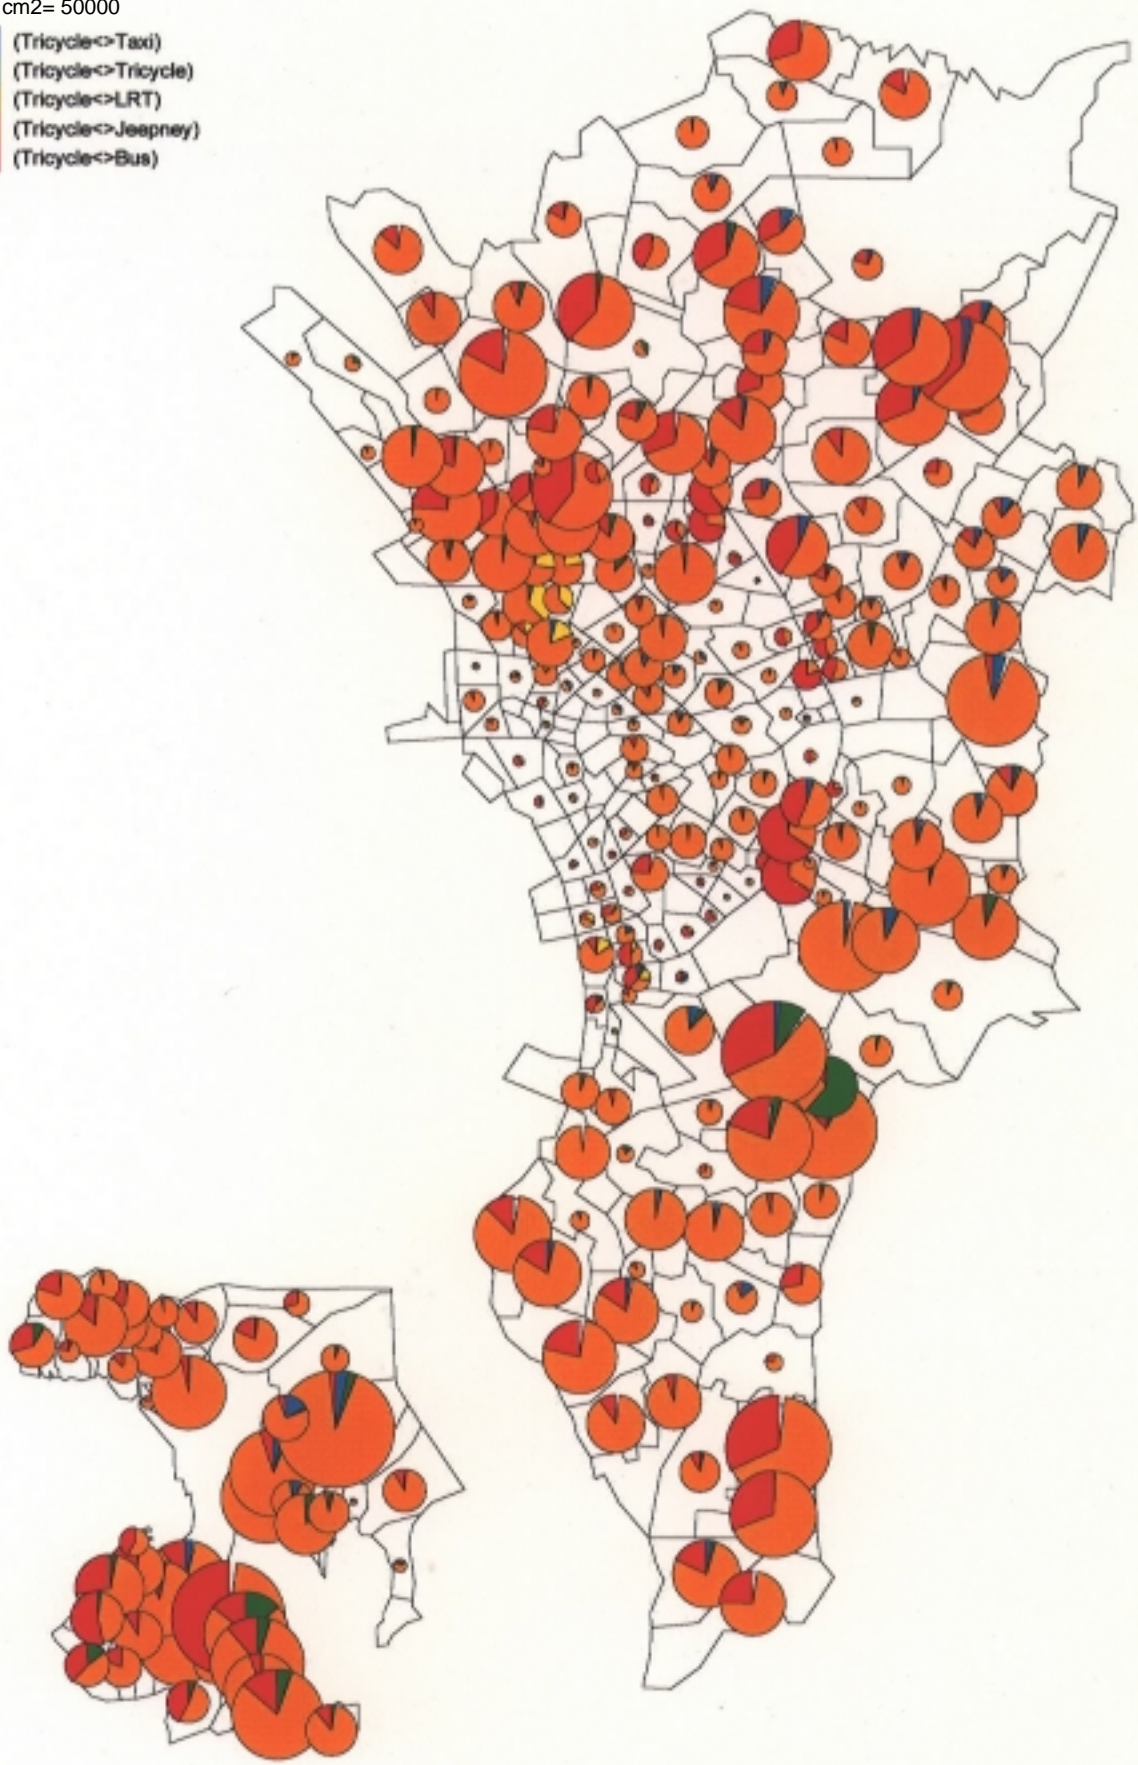 cm2= 50000
(Tricycle<>Taxi)
(Tricycle<>Tricycle)
(Tricycle<>LRT)
(Tricycle<>Jeepney)
(Tricycle<>Bus)